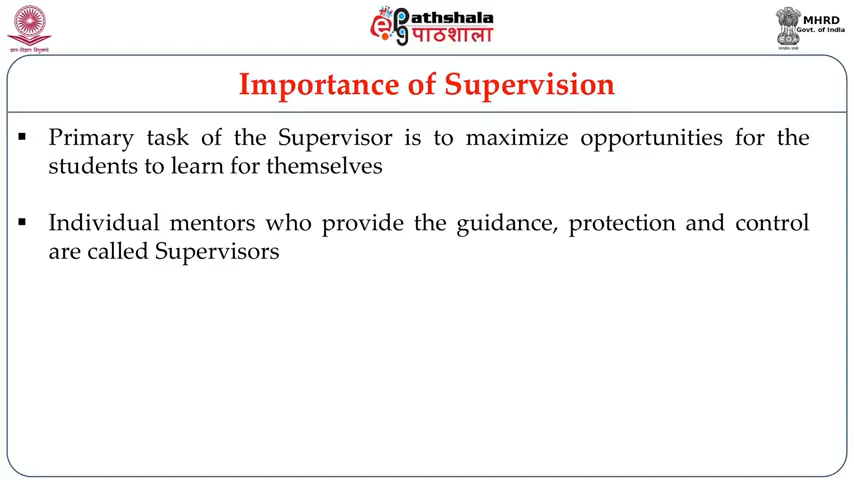 Pathshala
पाठशाला
MHRD
Govt. of India
Importance of Supervision
▪ Primary task of the Supervisor is to maximize opportunities for the
students to learn for themselves
▪ Individual mentors who provide the guidance, protection and control
are called Supervisors